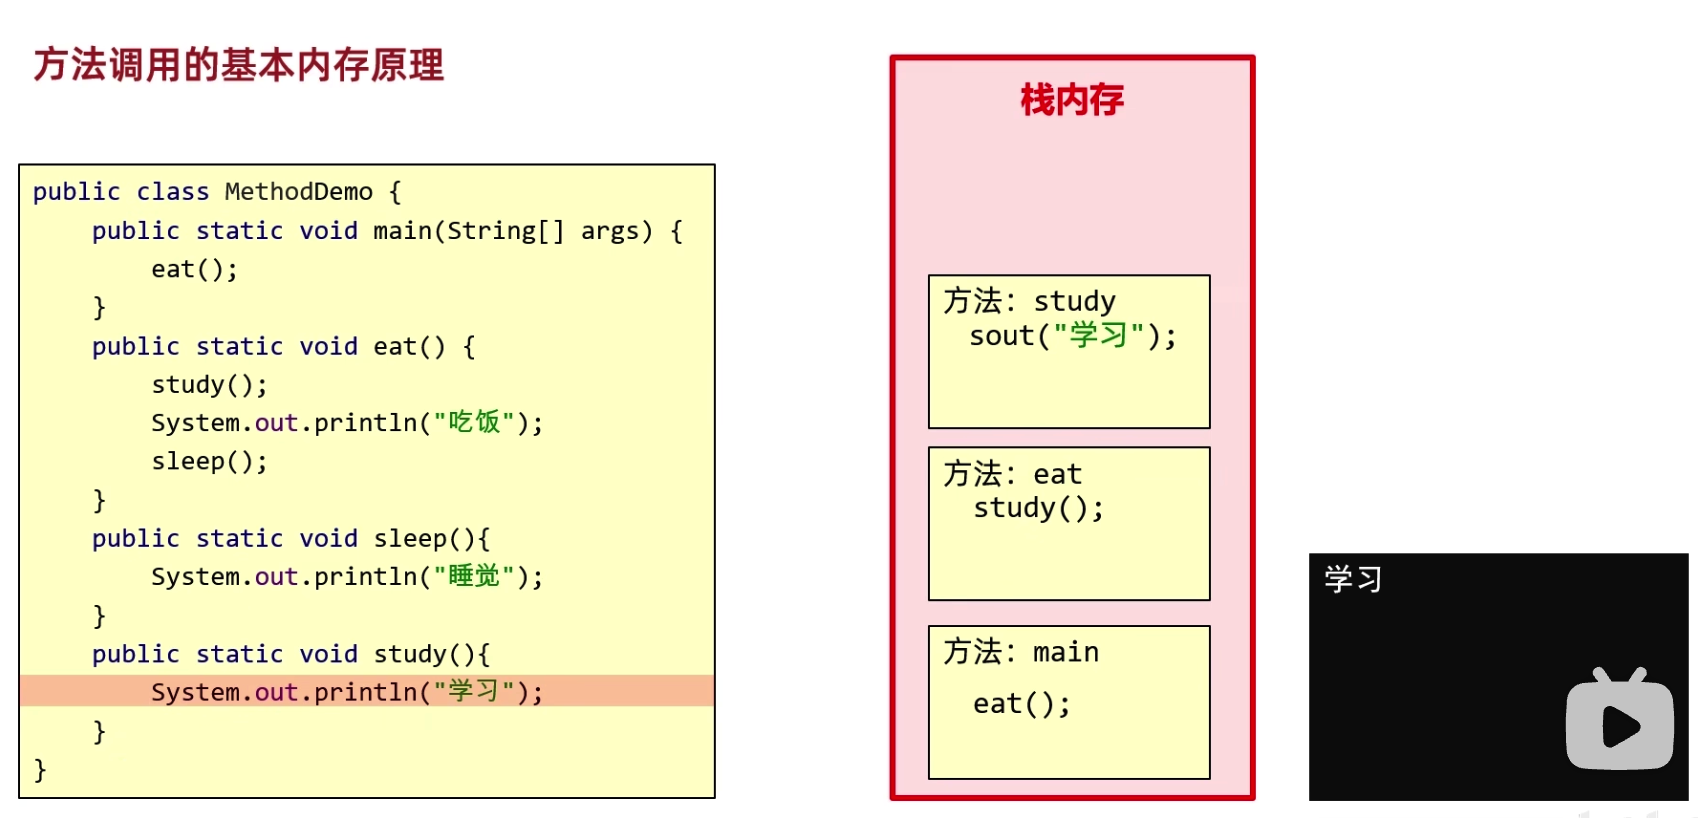 方法调用的基本内存原理
public class MethodDemo {
    public static void main(String[] args) {
        eat();
    }
    public static void eat() {
        study();
        System.out.println("吃饭");
        sleep();
    }
    public static void sleep(){
        System.out.println("睡觉");
    }
    public static void study(){
        System.out.println("学习");
    }
}
栈内存
方法：study
sout("学习");
方法：eat
study();
方法：main
eat();
学习